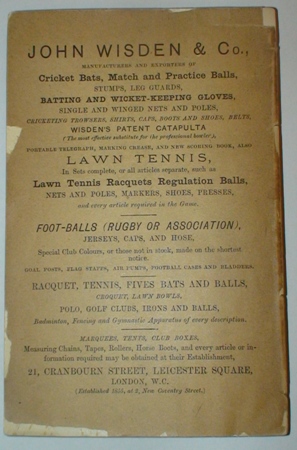 JOHN WISDEN & Co.,
MANUFACTURERS AND EXPORTERS OF
Cricket Bats, Match and Practice Balls,
STUMPS, LEG GUARDS,
BATTING AND WICKET-KEEPING GLOVES,
SINGLE AND WINGED NETS AND POLES,
CRICKETING TROWSERS, SHIRTS, CAPS, BOOTS AND SHOES, BELTS,
WISDEN'S PATENT CATAPULTA
(The most effective substitute for the professional bowler),
PORTABLE TELEGRAPH, MARKING CREASE, AND NEW SCORING BOOK, ALSO
LAWN TENNIS,
In Sets complete, or all articles separate, such as
Lawn Tennis Racquets Regulation Balls,
NETS AND POLES, MARKERS, SHOES, PRESSES,
and every article required in the Game.
FOOT-BALLS (RUGBY OR ASSOCIATION),
JERSEYS, CAPS, AND HOSE,
Special Club Colours, or those not in stock, made on the shortest
notice.
GOAL POSTS, FLAG STAVES, AIR PUMPS, FOOTBALL CASES AND BLADDERS.
RACQUET, TENNIS, FIVES BATS AND BALLS,
CROQUET, LAWN BOWLS,
POLO, GOLF CLUBS, IRONS AND BALLS,
Badminton, Fencing and Gymnastic Apparatus of every description.
MARQUEES, TENTS, CLUB BOXES,
Measuring Chains, Tapes, Rollers, Horse Boots, and every article or in-
formation required may be obtained at their Establishment,
21, CRANBOURN STREET, LEICESTER SQUARE,
LONDON, W.C.
(Established 1855, at 2, New Coventry Street.)